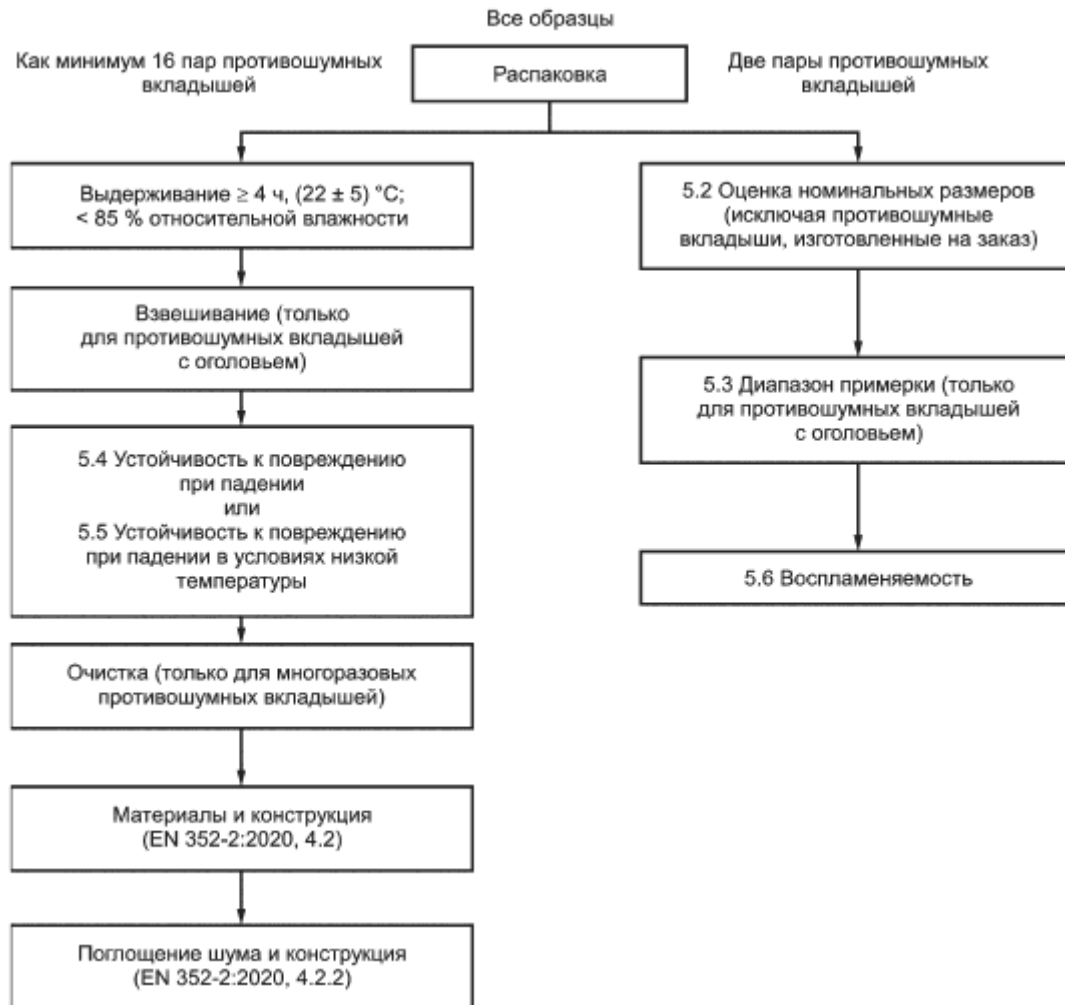 Все образцы
Как минимум 16 пар противошумных
вкладышей
Распаковка
Две пары противошумных
вкладышей
Выдерживание ≥ 4 ч, (22 ± 5) °C;
< 85 % относительной влажности
Взвешивание (только
для противошумных вкладышей
с оголовьем)
5.4 Устойчивость к повреждению
при падении
или
5.5 Устойчивость к повреждению
при падении в условиях низкой
температуры
Очистка (только для многоразовых
противошумных вкладышей)
Материалы и конструкция
(EN 352-2:2020, 4.2)
Поглощение шума и конструкция
(EN 352-2:2020, 4.2.2)
5.2 Оценка номинальных размеров
(исключая противошумные
вкладыши, изготовленные на заказ)
5.3 Диапазон примерки (только
для противошумных вкладышей
с оголовьем)
5.6 Воспламеняемость